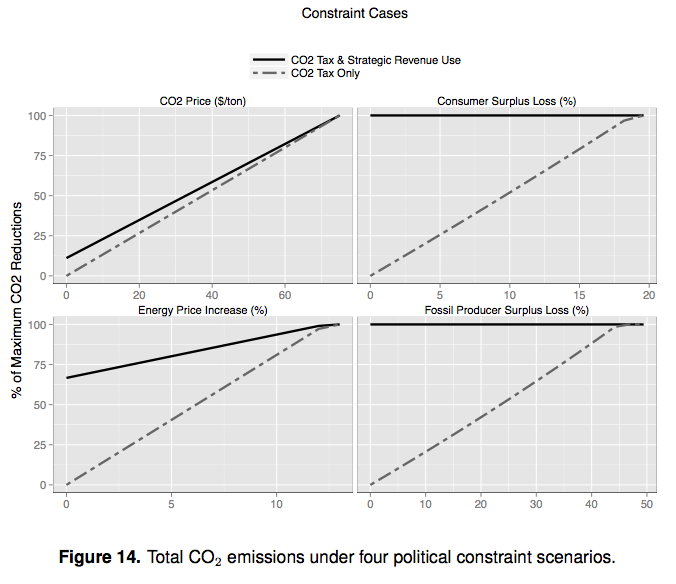 Constraint Cases
CO2 Tax & Strategic Revenue Use
CO2 Tax Only
CO2 Price ($/ton)
Consumer Surplus Loss (%)
100
75
50
25
0
0 20 40 60
0 5 10 15 20
% of Maximum CO2 Reductions
Energy Price Increase (%)
Fossil Producer Surplus Loss (%)
100
75
50
25
0
0 5 10
0 10 20 30 40 50
Figure 14. Total CO₂ emissions under four political constraint scenarios.